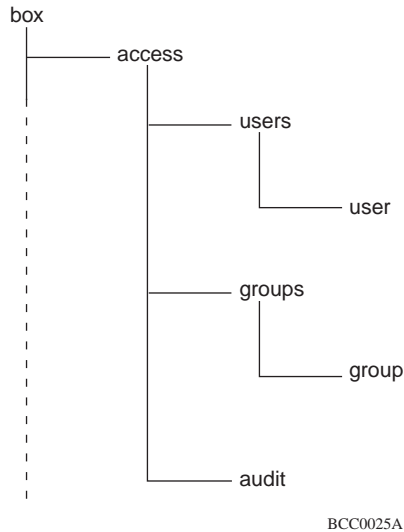 box
access
users
user
groups
group
audit
BCC0025A